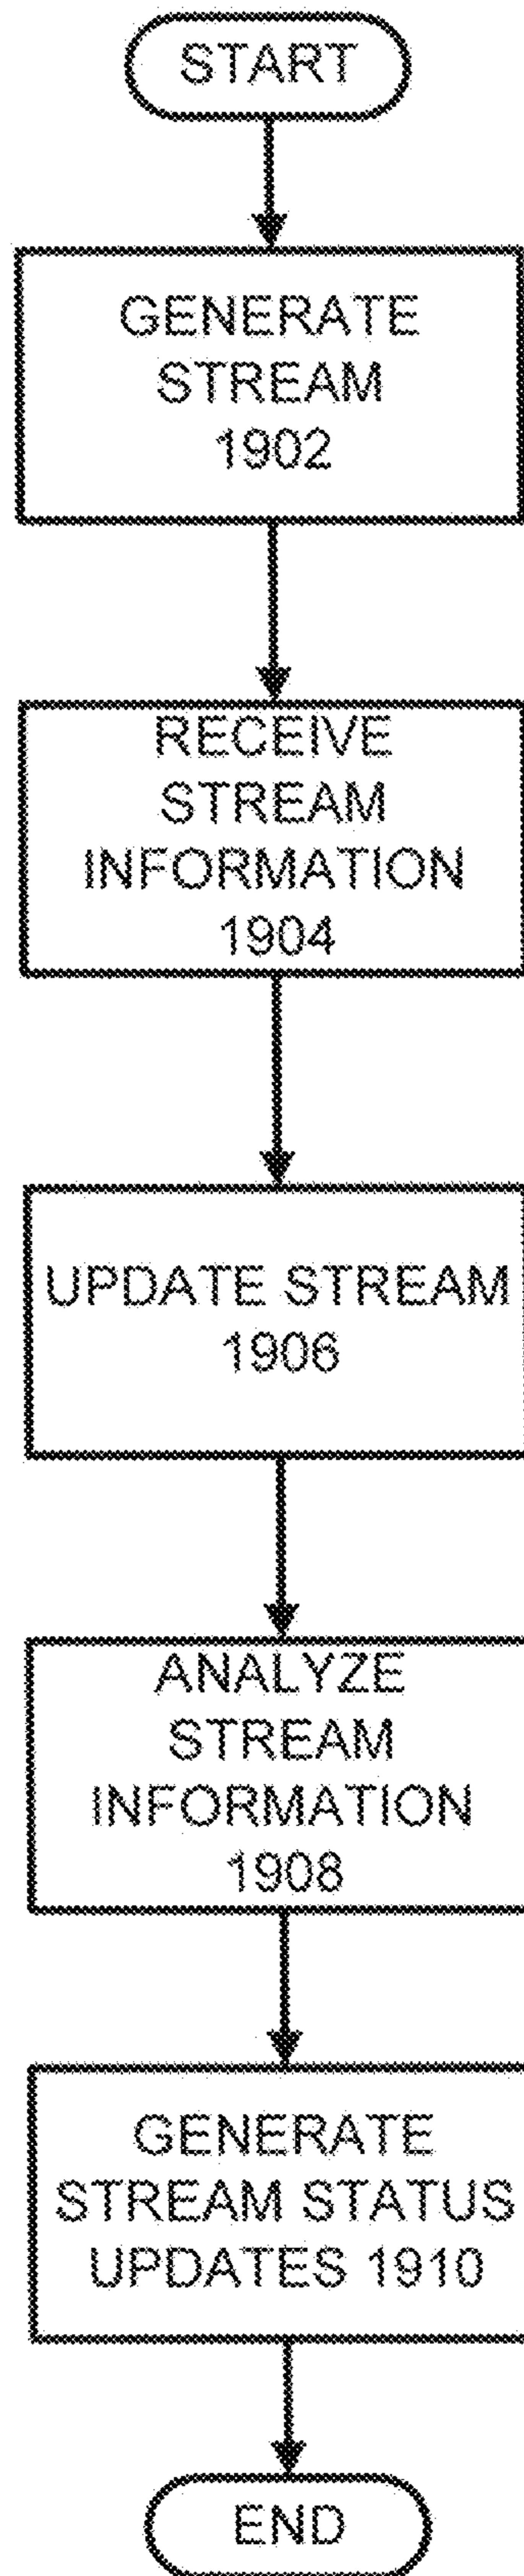 START
GENERATE
STREAM
1902
RECEIVE
STREAM
INFORMATION
1904
UPDATE STREAM
1906
ANALYZE
STREAM
INFORMATION
1908
GENERATE
STREAM STATUS
UPDATES 1910
END